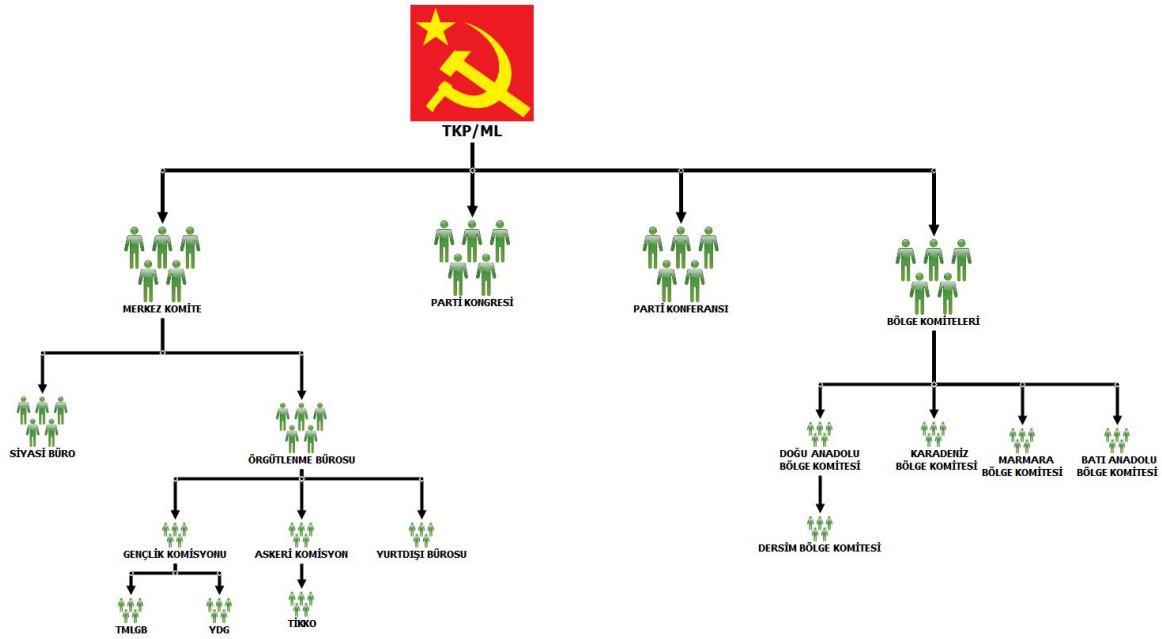 TKP/ML
MERKEZ KOMİTE
PARTİ KONGRESİ
PARTİ KONFERANSI
BÖLGE KOMİTELERİ
SİYASİ BÜRO
ÖRGÜTLENME BÜROSU
DOĞU ANADOLU
BÖLGE KOMİTESİ
KARADENİZ
BÖLGE KOMİTESİ
MARMARA
BÖLGE KOMİTESİ
BATI ANADOLU
BÖLGE KOMİTESİ
GENÇLİK KOMİSYONU
ASKERİ KOMİSYON
YURTDIŞI BÜROSU
DERSİM BÖLGE KOMİTESİ
TMLGB
YDG
TİKKO